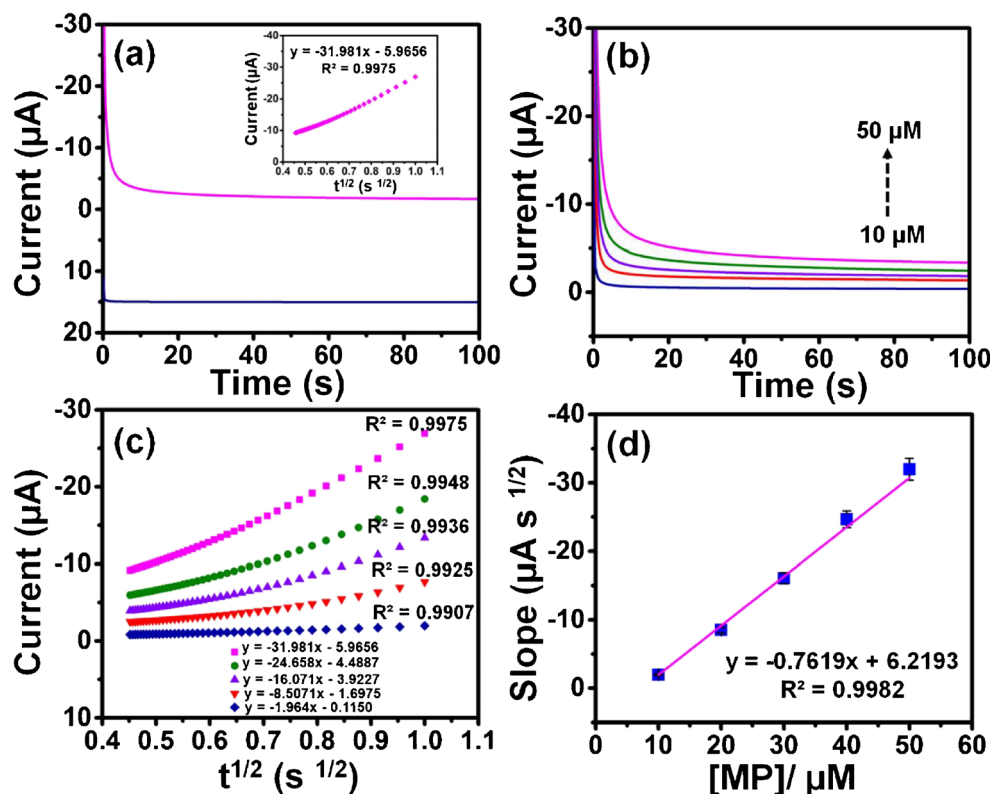 (a)
-30
-20
-10
0
10
20
Current (µA)
0 20 40 60 80 100
Time (s)
y = -31.981x - 5.9656
R² = 0.9975
-40
-30
-20
-10
0
Current (µA)
0.4 0.5 0.6 0.7 0.8 0.9 1.0 1.1
t1/2 (s 1/2)
(b)
-30
-20
-10
0
Current (µA)
50 µM
10 µM
0 20 40 60 80 100
Time (s)
(c)
-30
-20
-10
0
10
Current (µA)
R² = 0.9975
R² = 0.9948
R² = 0.9936
R² = 0.9925
R² = 0.9907
y = -31.981x - 5.9656
y = -24.658x - 4.4887
y = -16.071x - 3.9227
y = -8.5071x - 1.6975
y = -1.964x - 0.1150
0.4 0.5 0.6 0.7 0.8 0.9 1.0 1.1
t1/2 (s 1/2)
(d)
-40
-30
-20
-10
0
Slope (µA s 1/2)
y = -0.7619x + 6.2193
R² = 0.9982
0 10 20 30 40 50 60
[MP]/ µM